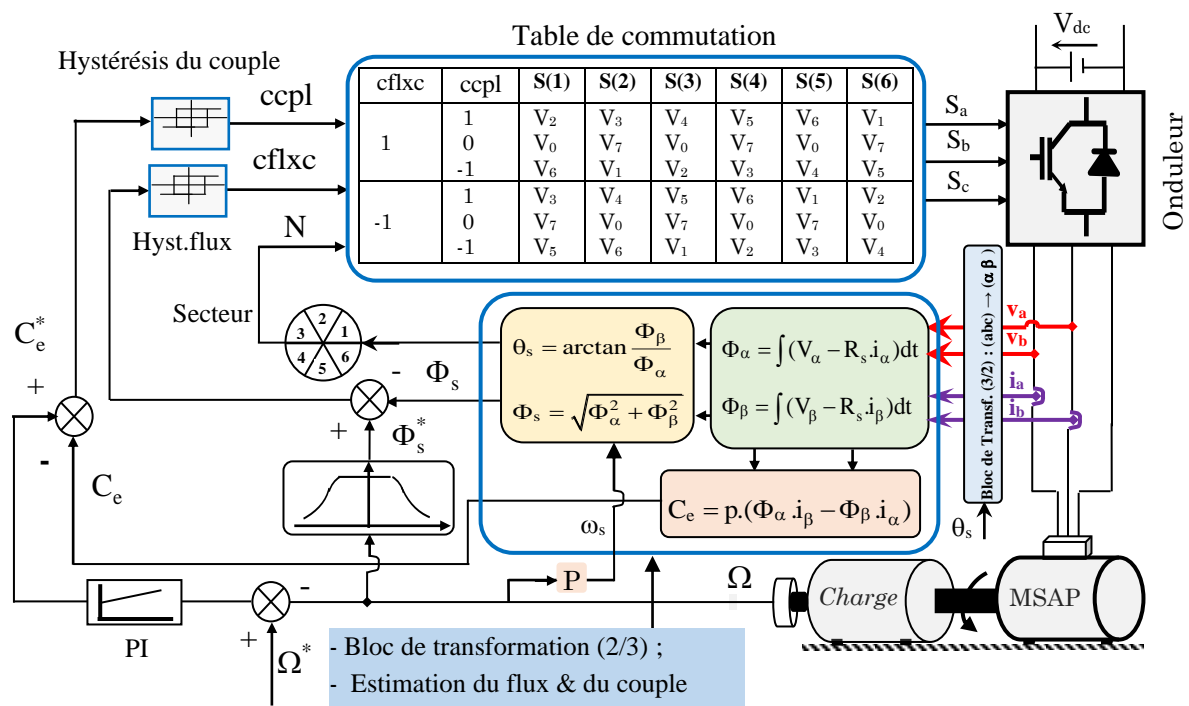 Table de commutation
V_dc
Hystérésis du couple
ccpl
cflxc
Hyst.flux
N
cflxc ccpl S(1) S(2) S(3) S(4) S(5) S(6)
1 V₂ V₃ V₄ V₅ V₆ V₁
1 0 V₀ V₇ V₀ V₇ V₀ V₇
-1 V₆ V₁ V₂ V₃ V₄ V₅
1 V₃ V₄ V₅ V₆ V₁ V₂
-1 0 V₇ V₀ V₇ V₀ V₇ V₀
-1 V₅ V₆ V₁ V₂ V₃ V₄
S_a
S_b
S_c
Onduleur
Secteur
1
2
3
4
5
6
C_e^*
+
-
C_e
θ_s = arctan Φ_β/Φ_α
Φ_s = √(Φ_α² + Φ_β²)
Φ_α = ∫(V_α – R_s.i_α)dt
Φ_β = ∫(V_β – R_s.i_β)dt
C_e = p.(Φ_α.i_β – Φ_β.i_α)
Bloc de Transf. (3/2) : (abc) → (α β )
v_a
v_b
i_a
i_b
θ_s
-
Φ_s
+
Φ_s^*
ω_s
P
Ω
Charge
MSAP
PI
-
+
Ω^*
- Bloc de transformation (2/3) ;
- Estimation du flux & du couple